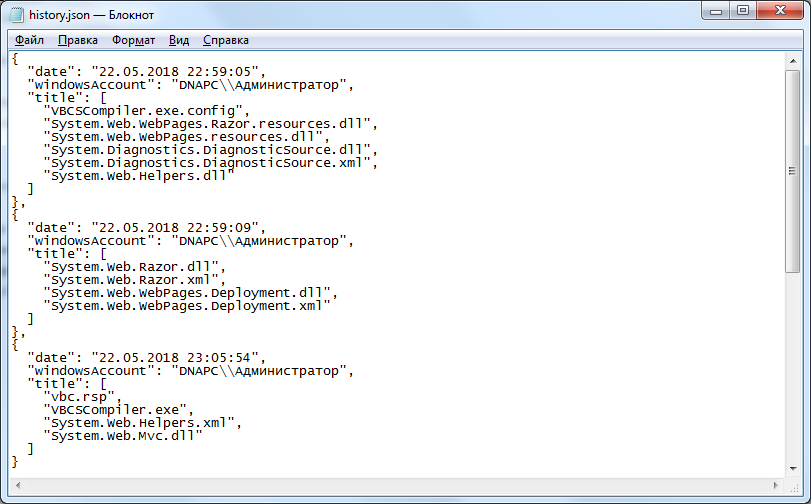 history.json — Блокнот
Файл Правка Формат Вид Справка
{
  "date": "22.05.2018 22:59:05",
  "windowsAccount": "DNAPC\\Администратор",
  "title": [
    "VBCSCompiler.exe.config",
    "System.Web.WebPages.Razor.resources.dll",
    "System.Web.WebPages.resources.dll",
    "System.Diagnostics.DiagnosticSource.dll",
    "System.Diagnostics.DiagnosticSource.xml",
    "System.Web.Helpers.dll"
  ]
},
{
  "date": "22.05.2018 22:59:09",
  "windowsAccount": "DNAPC\\Администратор",
  "title": [
    "System.Web.Razor.dll",
    "System.Web.Razor.xml",
    "System.Web.WebPages.Deployment.dll",
    "System.Web.WebPages.Deployment.xml"
  ]
},
{
  "date": "22.05.2018 23:05:54",
  "windowsAccount": "DNAPC\\Администратор",
  "title": [
    "vbc.rsp",
    "VBCSCompiler.exe",
    "System.Web.Helpers.xml",
    "System.Web.Mvc.dll"
  ]
}